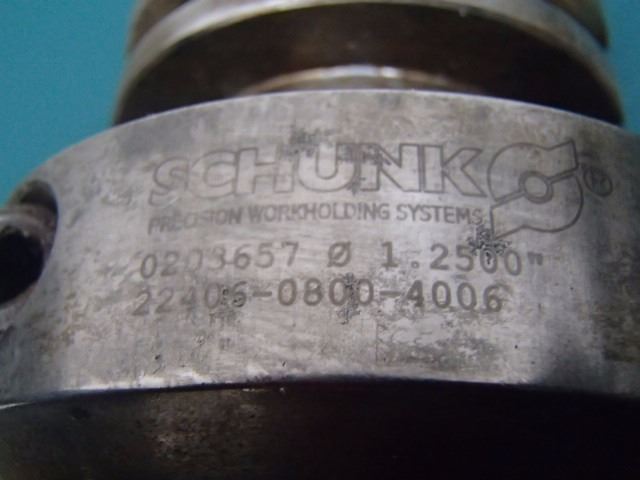 SCHUNK ®
PRECISION WORKHOLDING SYSTEMS
0203657 Ø 1.2500"
22406-0800-4006